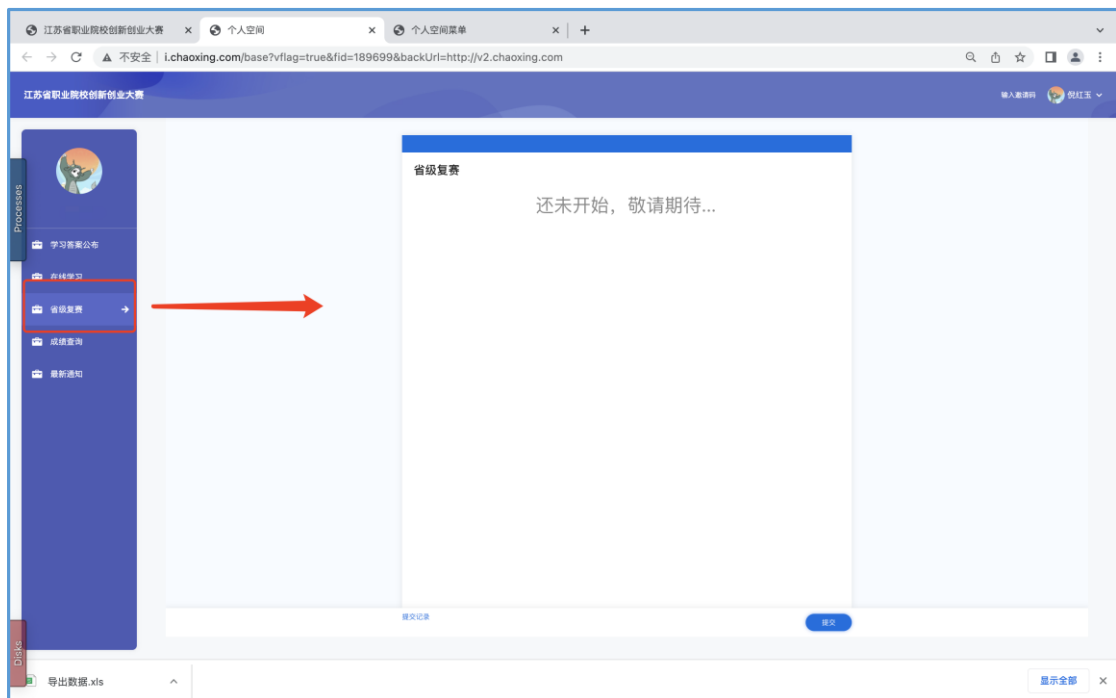 江苏省职业院校创新创业大赛
个人空间
个人空间菜单
不安全
i.chaoxing.com/base?vflag=true&fid=189699&backUrl=http://v2.chaoxing.com
江苏省职业院校创新创业大赛
输入邀请码
倪红玉
Processes
学习答案公布
在线学习
省级复赛
成绩查询
最新通知
省级复赛
还未开始，敬请期待...
提交记录
提交
Disks
导出数据.xls
显示全部